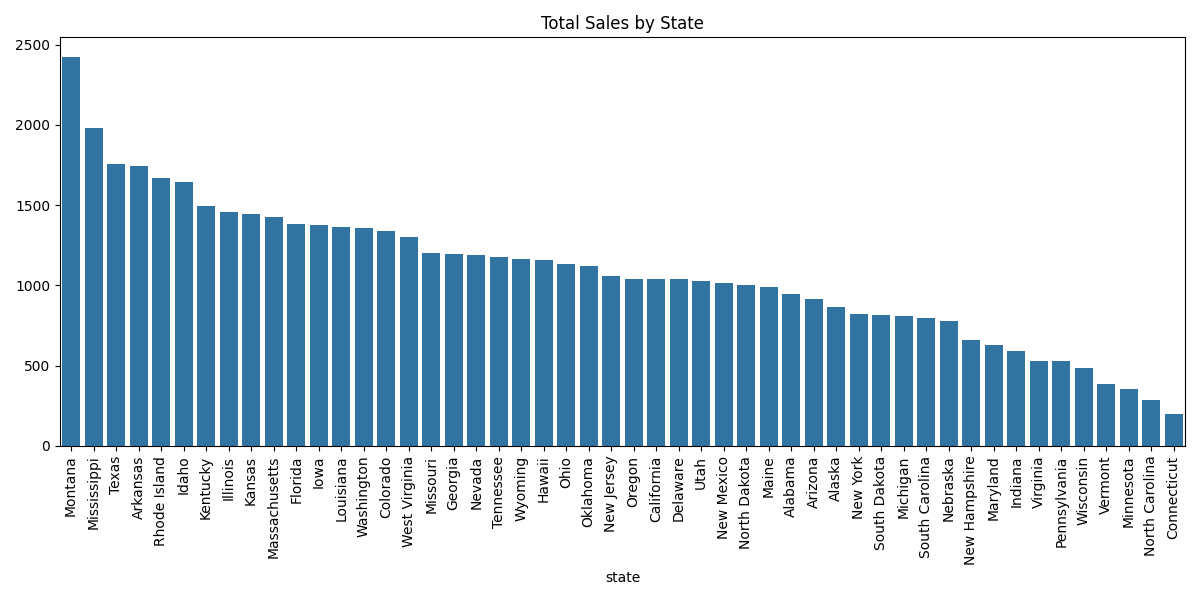 Total Sales by State
2500
2000
1500
1000
500
0
Montana
Mississippi
Texas
Arkansas
Rhode Island
Idaho
Kentucky
Illinois
Kansas
Massachusetts
Florida
Iowa
Louisiana
Washington
Colorado
West Virginia
Missouri
Georgia
Nevada
Tennessee
Wyoming
Hawaii
Ohio
Oklahoma
New Jersey
Oregon
California
Delaware
Utah
New Mexico
North Dakota
Maine
Alabama
Arizona
Alaska
New York
South Dakota
Michigan
South Carolina
Nebraska
New Hampshire
Maryland
Indiana
Virginia
Pennsylvania
Wisconsin
Vermont
Minnesota
North Carolina
Connecticut
state